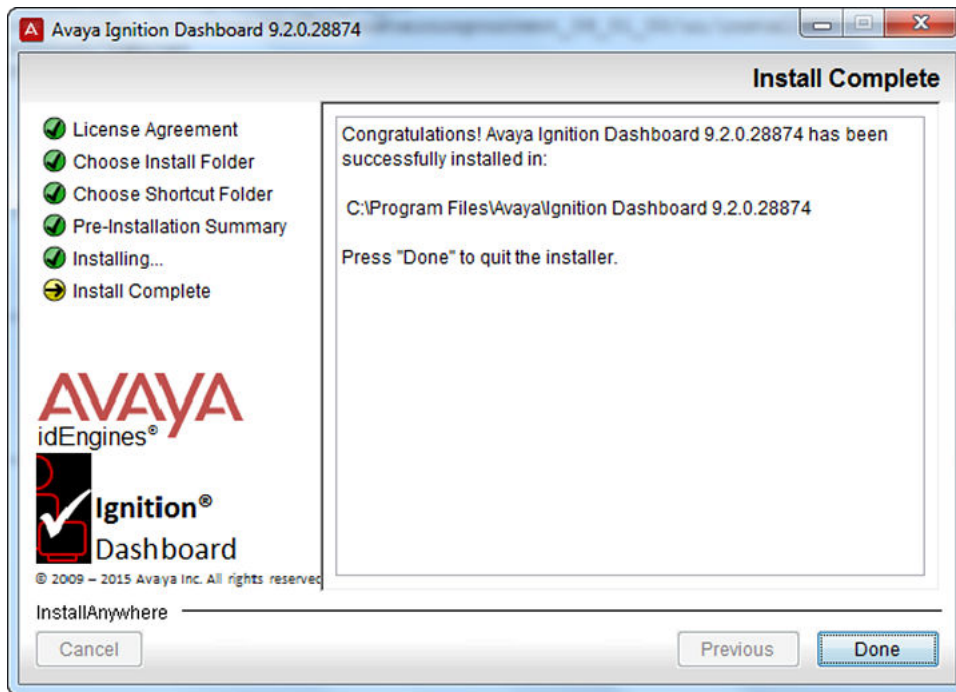 Avaya Ignition Dashboard 9.2.0.28874
Install Complete
License Agreement
Choose Install Folder
Choose Shortcut Folder
Pre-Installation Summary
Installing...
Install Complete
Congratulations! Avaya Ignition Dashboard 9.2.0.28874 has been
successfully installed in:
C:\Program Files\Avaya\Ignition Dashboard 9.2.0.28874
Press "Done" to quit the installer.
AVAYA
idEngines®
Ignition®
Dashboard
© 2009 – 2015 Avaya Inc. All rights reserved
InstallAnywhere
Cancel
Previous
Done